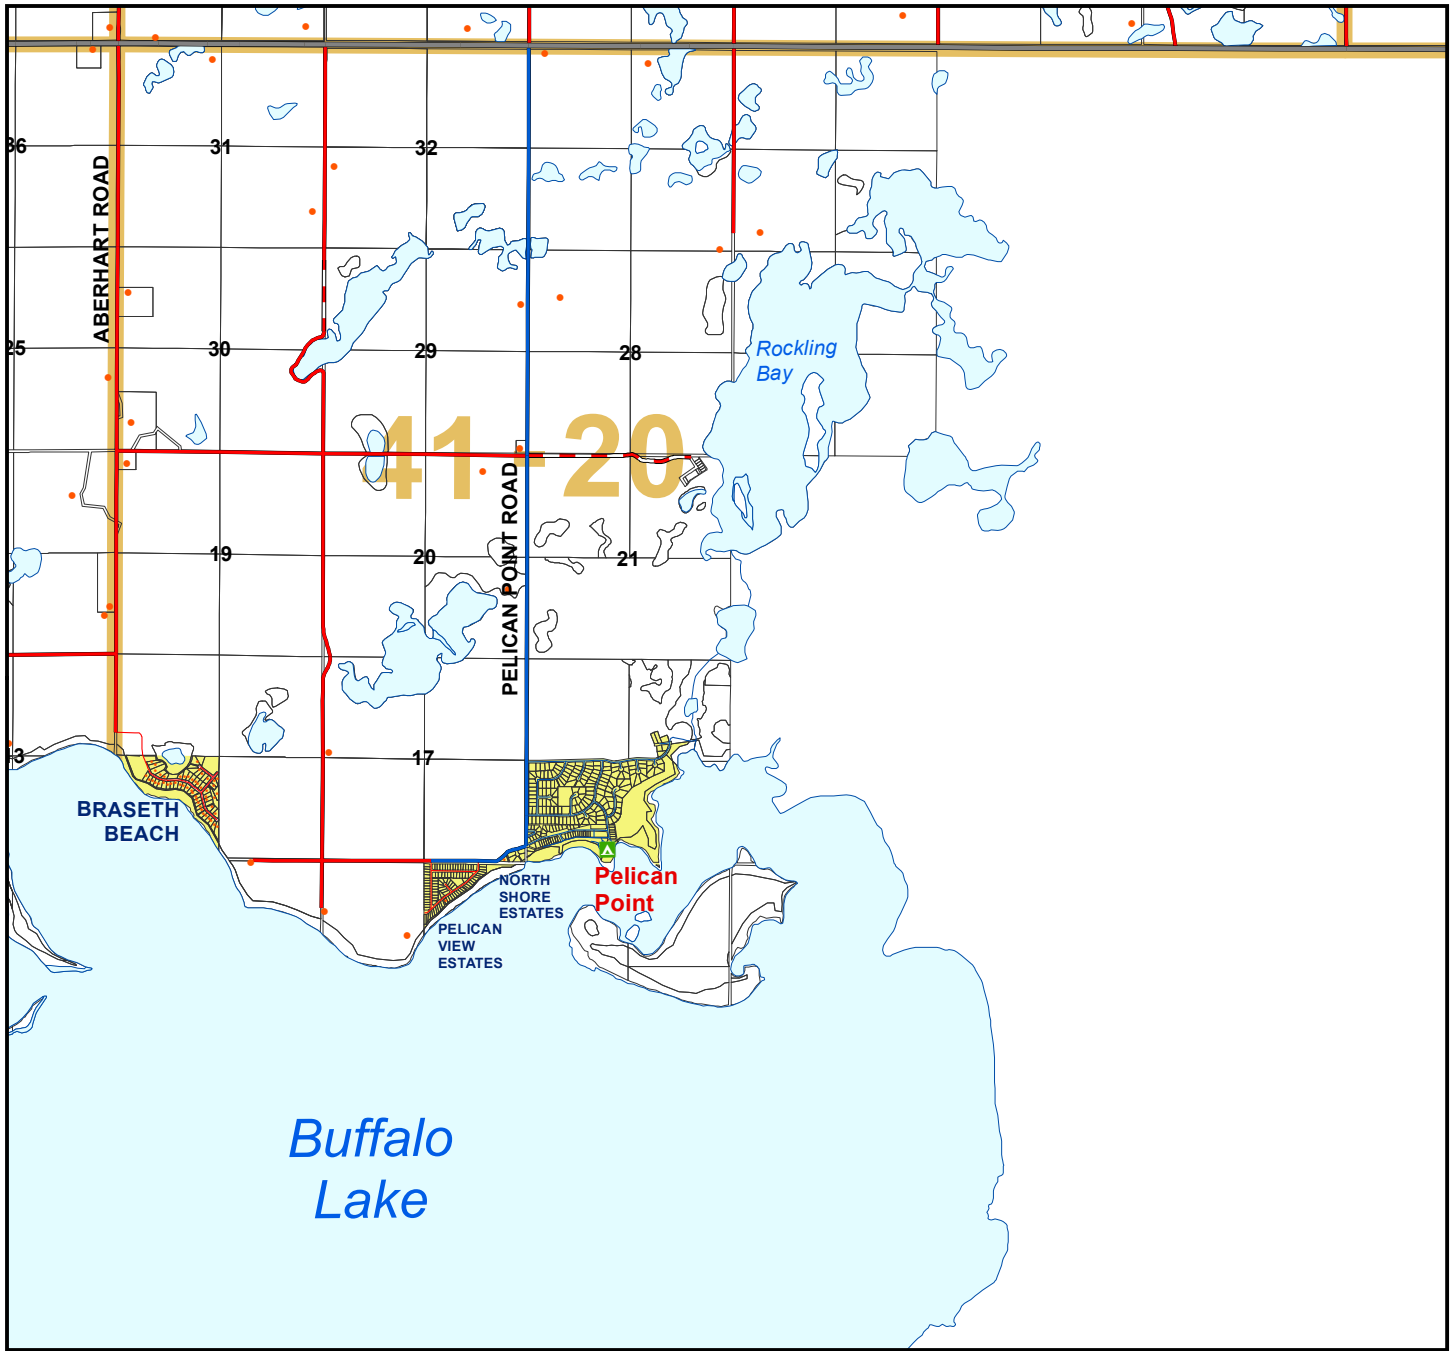 36
31
32
ABERHART ROAD
25
30
29
28
Rockling
Bay
41-20
PELICAN POINT ROAD
19
20
21
13
17
BRASETH
BEACH
NORTH
SHORE
ESTATES
Pelican
Point
PELICAN
VIEW
ESTATES
Buffalo
Lake